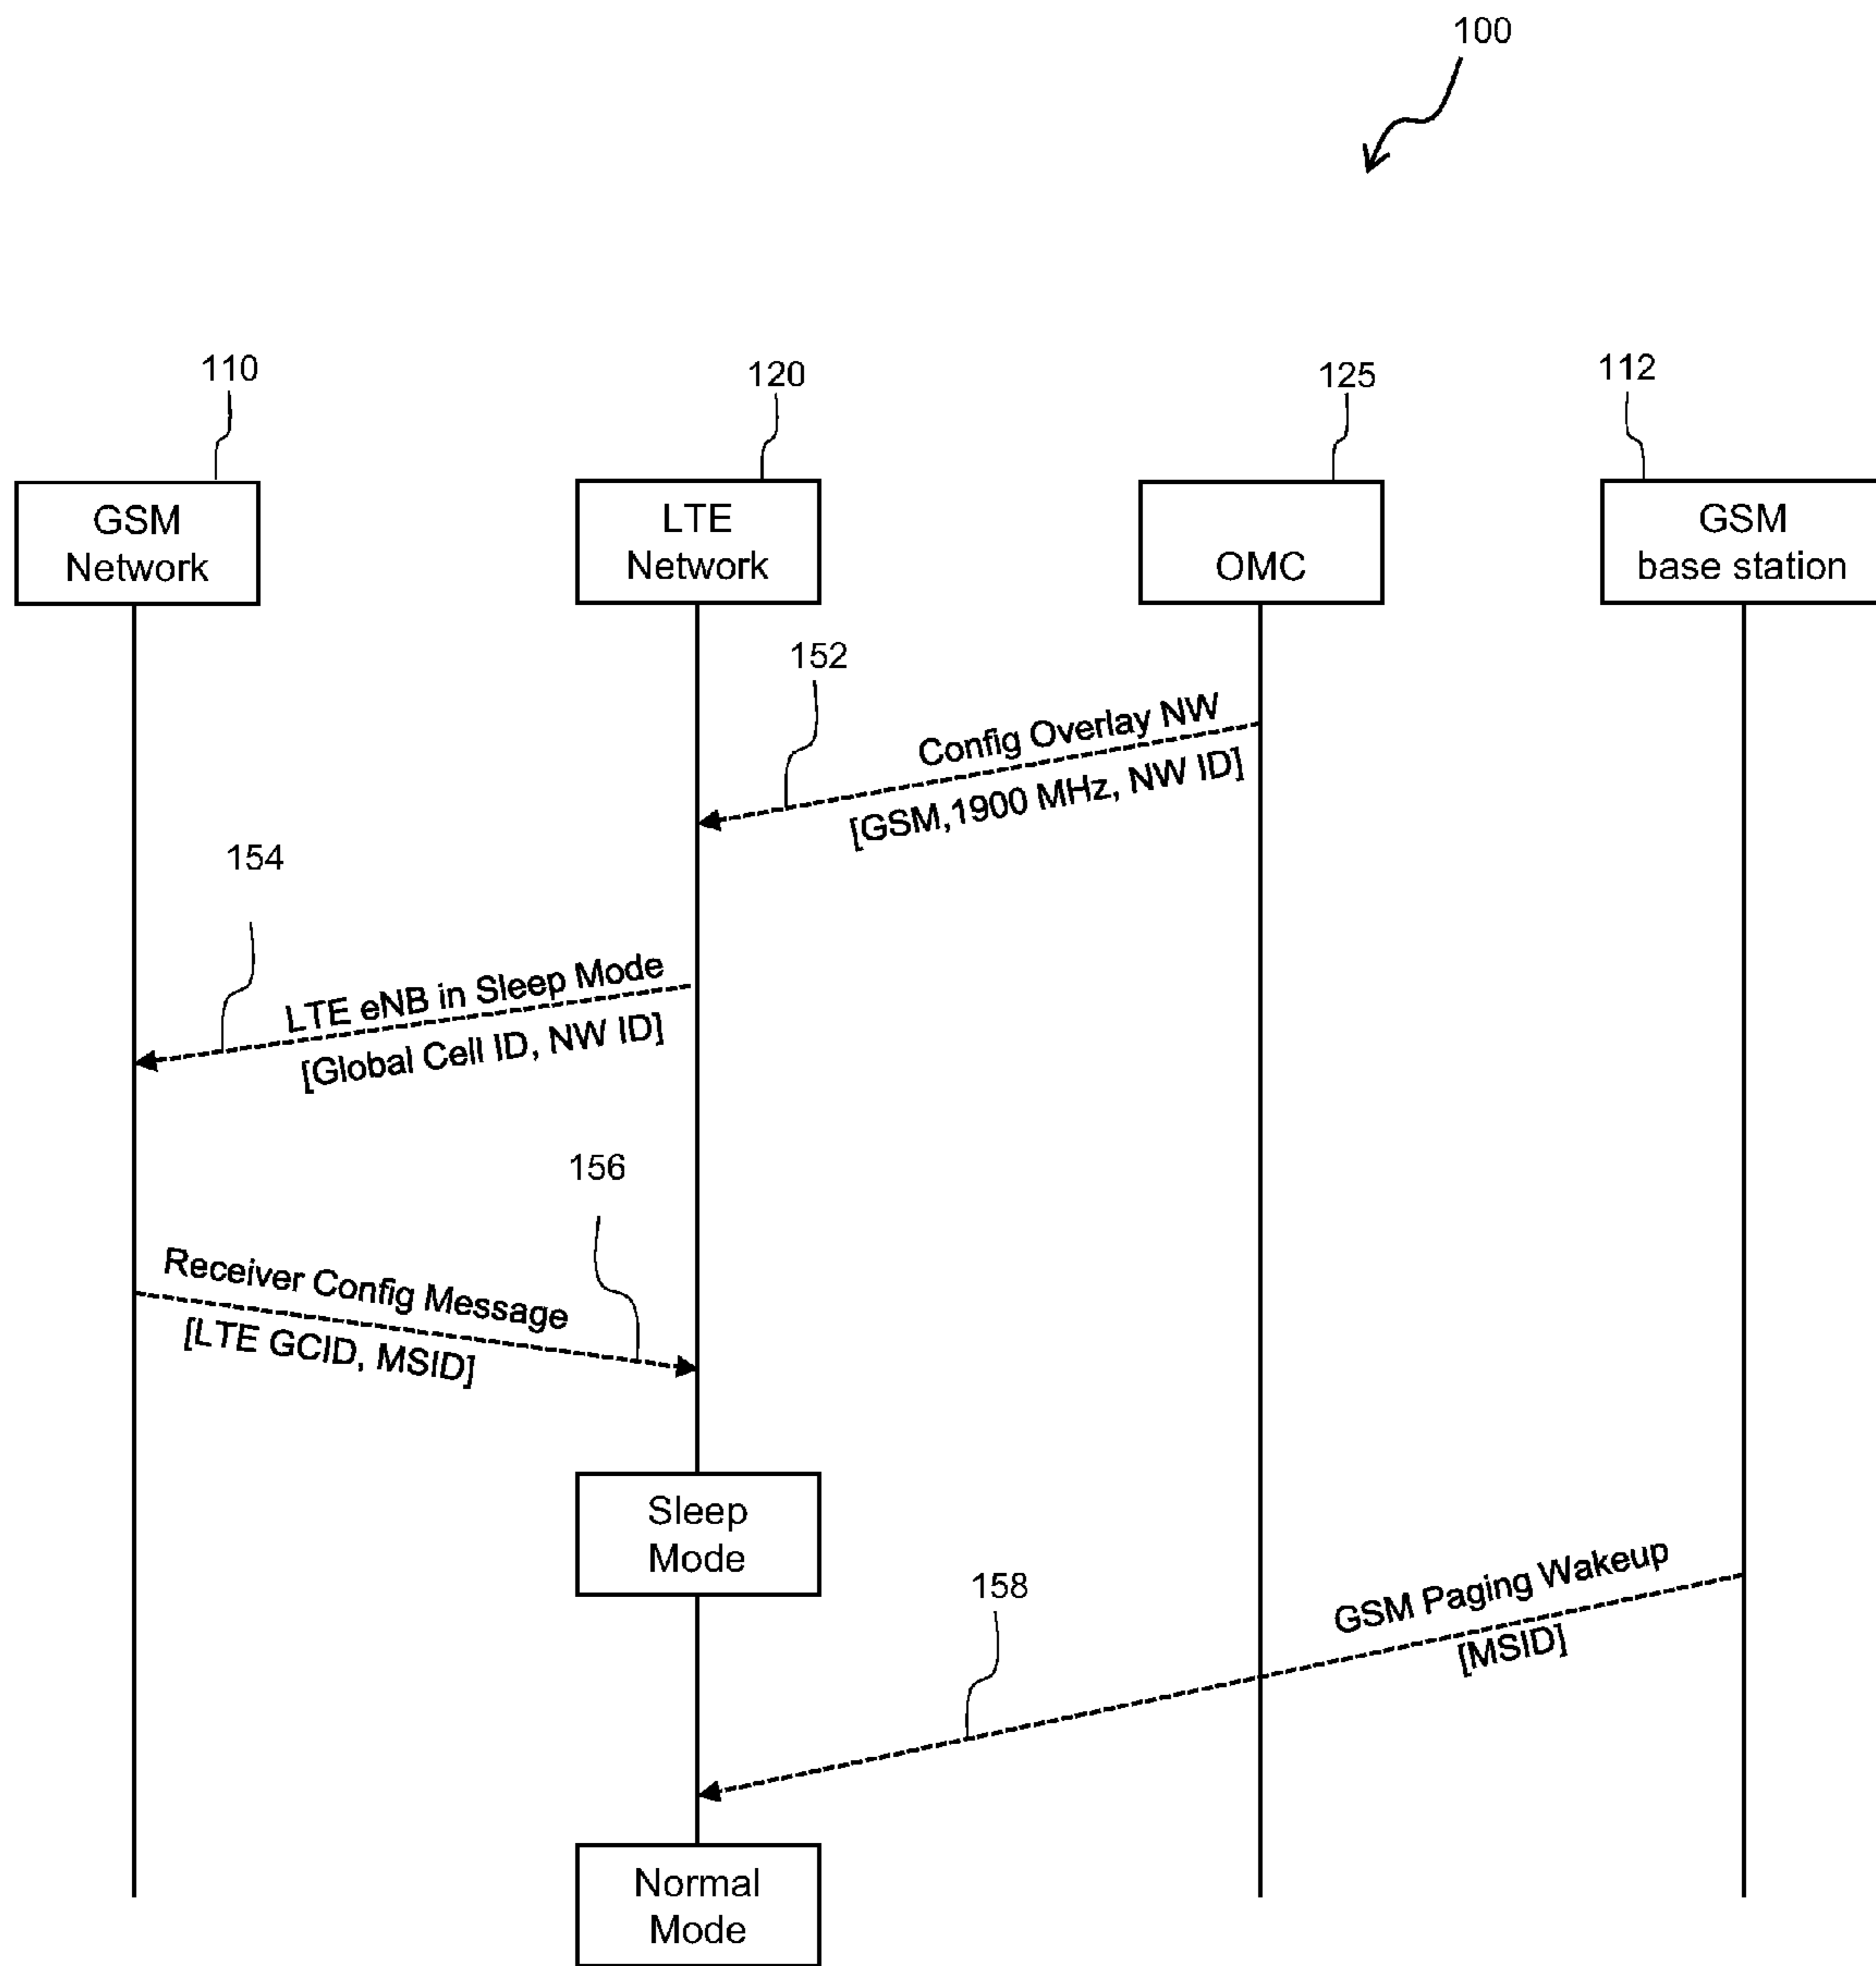 100
110
120
125
112
GSM
Network
LTE
Network
OMC
GSM
base station
152
Config Overlay NW
[GSM,1900 MHz, NW ID]
154
LTE eNB in Sleep Mode
[Global Cell ID, NW ID]
156
Receiver Config Message
[LTE GCID, MSID]
Sleep
Mode
158
GSM Paging Wakeup
[MSID]
Normal
Mode